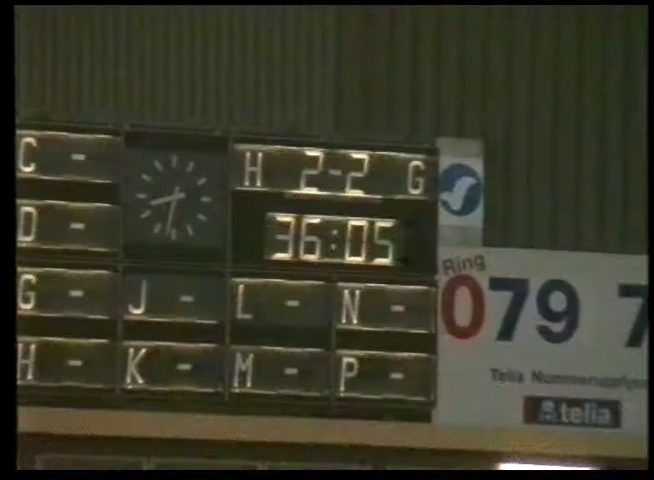 C -
H 2-2 G
D -
36:05
G - J - L - N -
H - K - M - P -
Ring
079 7
Telia Nummerupplys
telia